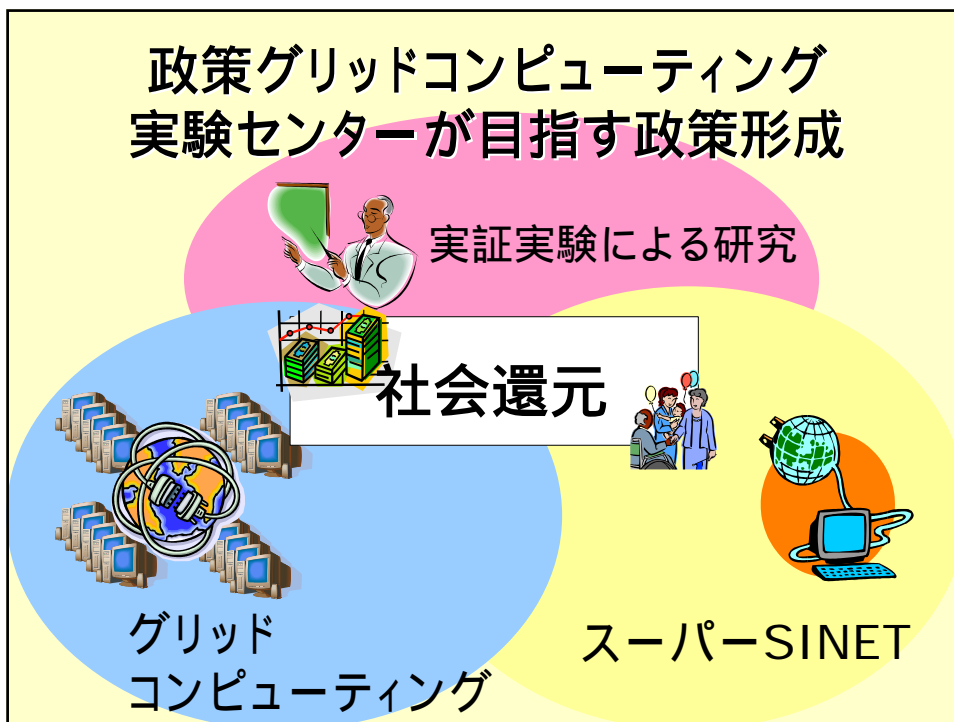 政策グリッドコンピューティング
実験センターが目指す政策形成
実証実験による研究
社会還元
グリッド
コンピューティング
スーパーSINET